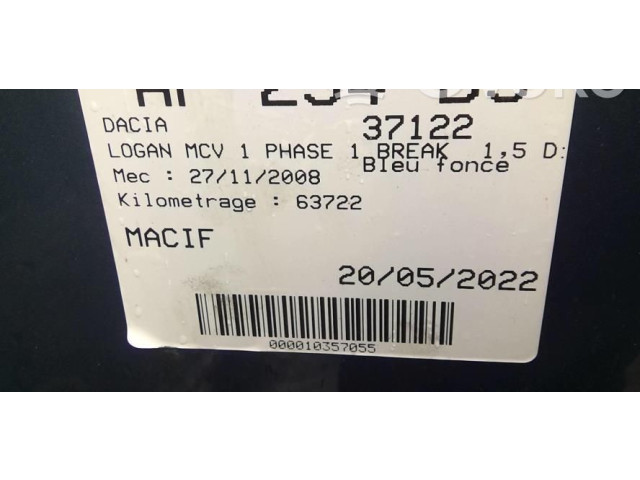 DACIA 37122
LOGAN MCV 1 PHASE 1 BREAK 1,5 D:
Bleu fonce
Mec : 27/11/2008
Kilometrage : 63722
MACIF
20/05/2022
000010357055